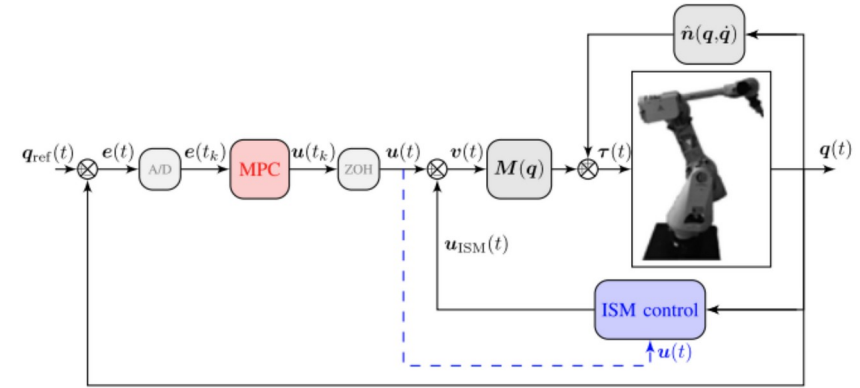 n̂(q,q̇)
q_ref(t)
e(t)
A/D
e(t_k)
MPC
u(t_k)
ZOH
u(t)
v(t)
M(q)
τ(t)
q(t)
u_ISM(t)
ISM control
u(t)